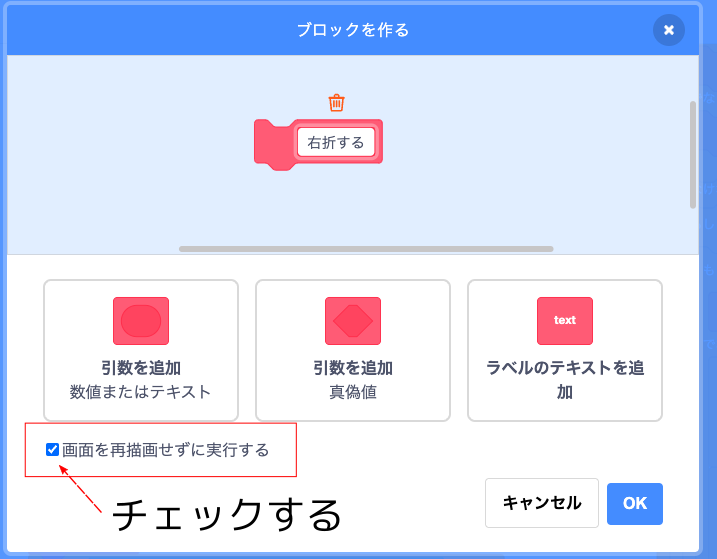 ブロックを作る
右折する
text
引数を追加
数値またはテキスト
引数を追加
真偽値
ラベルのテキストを追
加
画面を再描画せずに実行する
チェックする
キャンセル
OK